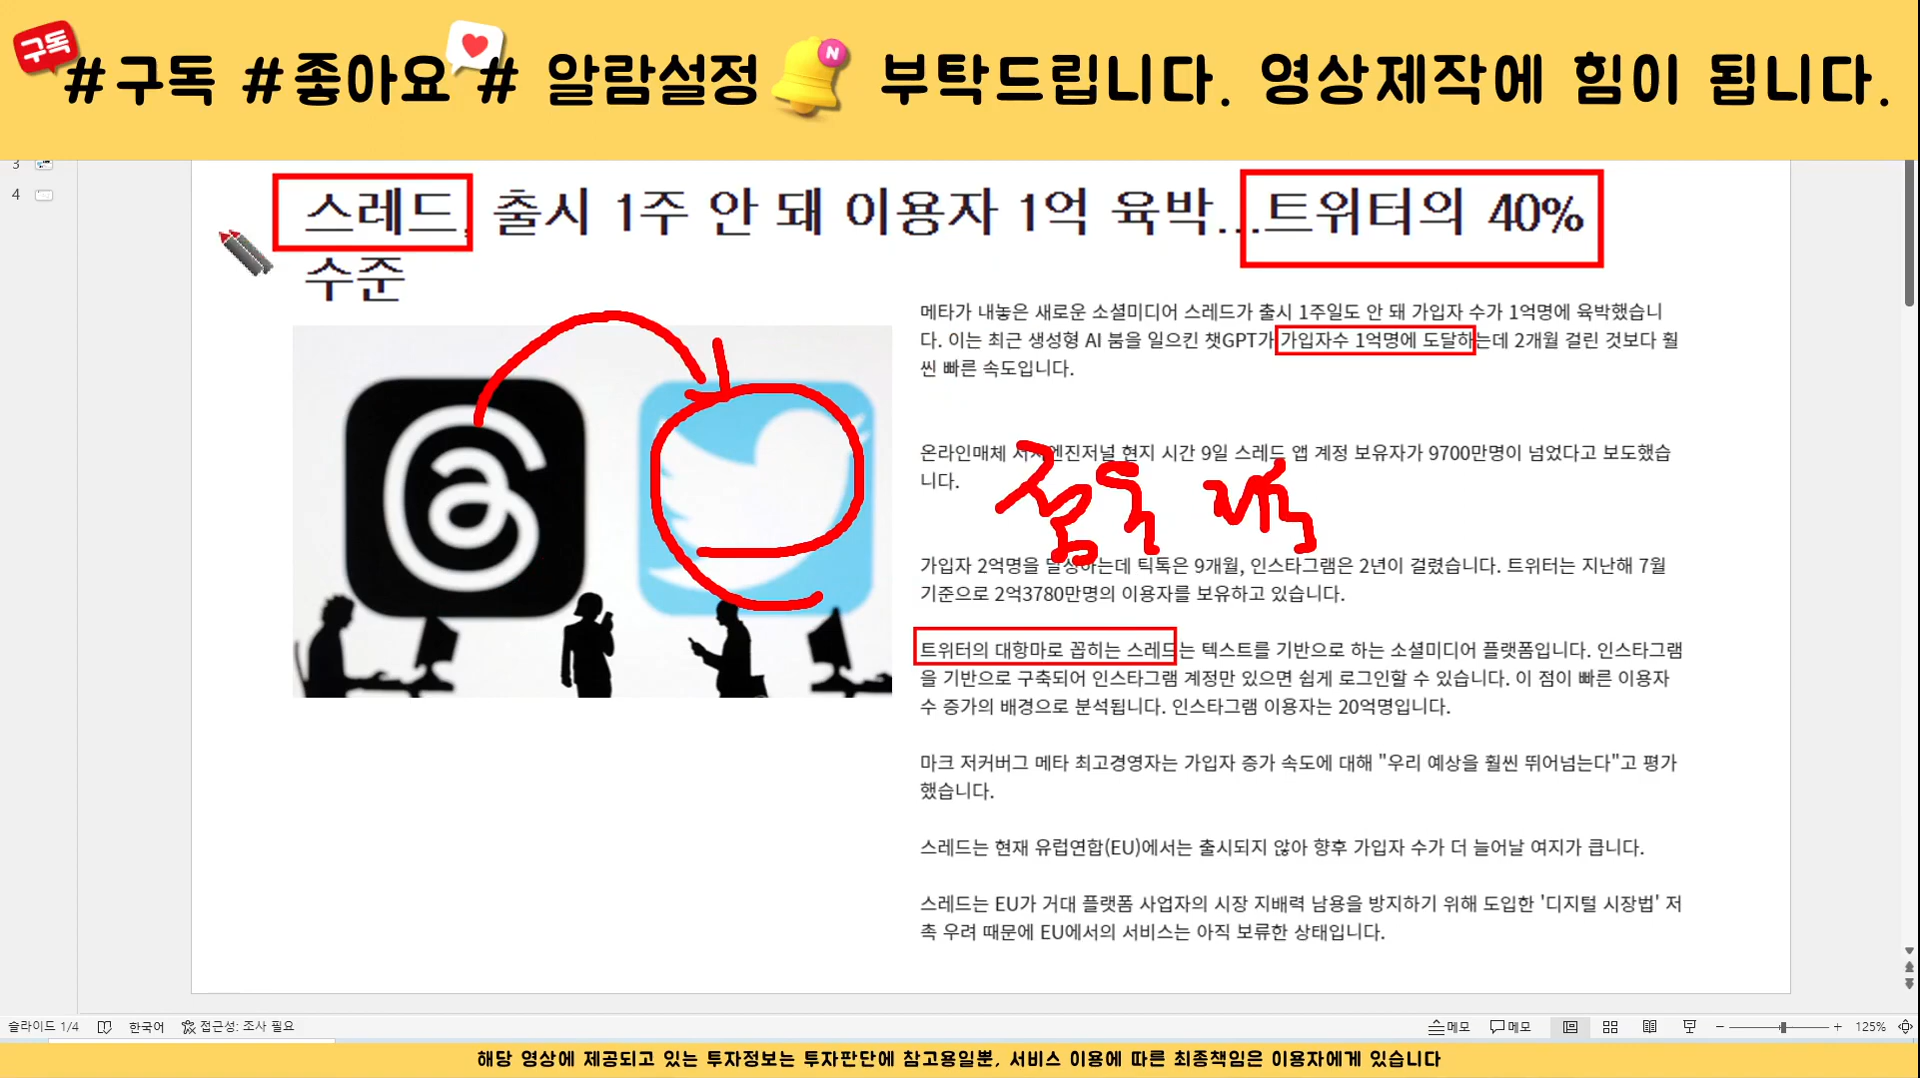 구독
#구독 #좋아요 # 알람설정 N 부탁드립니다. 영상제작에 힘이 됩니다.
3
4
스레드, 출시 1주 안 돼 이용자 1억 육박...트위터의 40%
수준
메타가 내놓은 새로운 소셜미디어 스레드가 출시 1주일도 안 돼 가입자 수가 1억명에 육박했습니
다. 이는 최근 생성형 AI 붐을 일으킨 챗GPT가 가입자수 1억명에 도달하는데 2개월 걸린 것보다 훨
씬 빠른 속도입니다.
온라인매체 서치엔진저널 현지 시간 9일 스레드 앱 계정 보유자가 9700만명이 넘었다고 보도했습
니다.
가입자 2억명을 달성하는데 틱톡은 9개월, 인스타그램은 2년이 걸렸습니다. 트위터는 지난해 7월
기준으로 2억3780만명의 이용자를 보유하고 있습니다.
트위터의 대항마로 꼽히는 스레드는 텍스트를 기반으로 하는 소셜미디어 플랫폼입니다. 인스타그램
을 기반으로 구축되어 인스타그램 계정만 있으면 쉽게 로그인할 수 있습니다. 이 점이 빠른 이용자
수 증가의 배경으로 분석됩니다. 인스타그램 이용자는 20억명입니다.
마크 저커버그 메타 최고경영자는 가입자 증가 속도에 대해 "우리 예상을 훨씬 뛰어넘는다"고 평가
했습니다.
스레드는 현재 유럽연합(EU)에서는 출시되지 않아 향후 가입자 수가 더 늘어날 여지가 큽니다.
스레드는 EU가 거대 플랫폼 사업자의 시장 지배력 남용을 방지하기 위해 도입한 '디지털 시장법' 저
촉 우려 때문에 EU에서의 서비스는 아직 보류한 상태입니다.
슬라이드 1/4 한국어 접근성: 조사 필요 메모 메모 125%
해당 영상에 제공되고 있는 투자정보는 투자판단에 참고용일뿐, 서비스 이용에 따른 최종책임은 이용자에게 있습니다